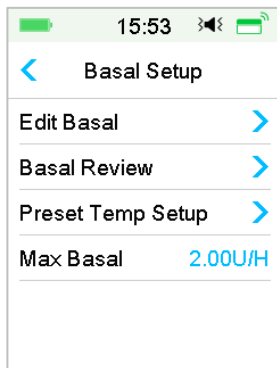 15:53
Basal Setup
Edit Basal
Basal Review
Preset Temp Setup
Max Basal 2.00U/H